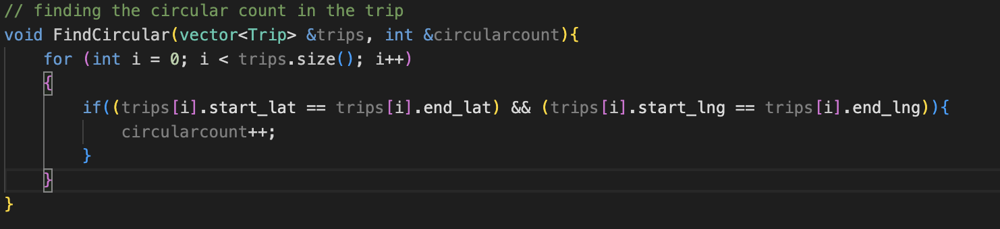 // finding the circular count in the trip
void FindCircular(vector<Trip> &trips, int &circularcount){
    for (int i = 0; i < trips.size(); i++)
    {
        if((trips[i].start_lat == trips[i].end_lat) && (trips[i].start_lng == trips[i].end_lng)){
            circularcount++;
        }
    }
}